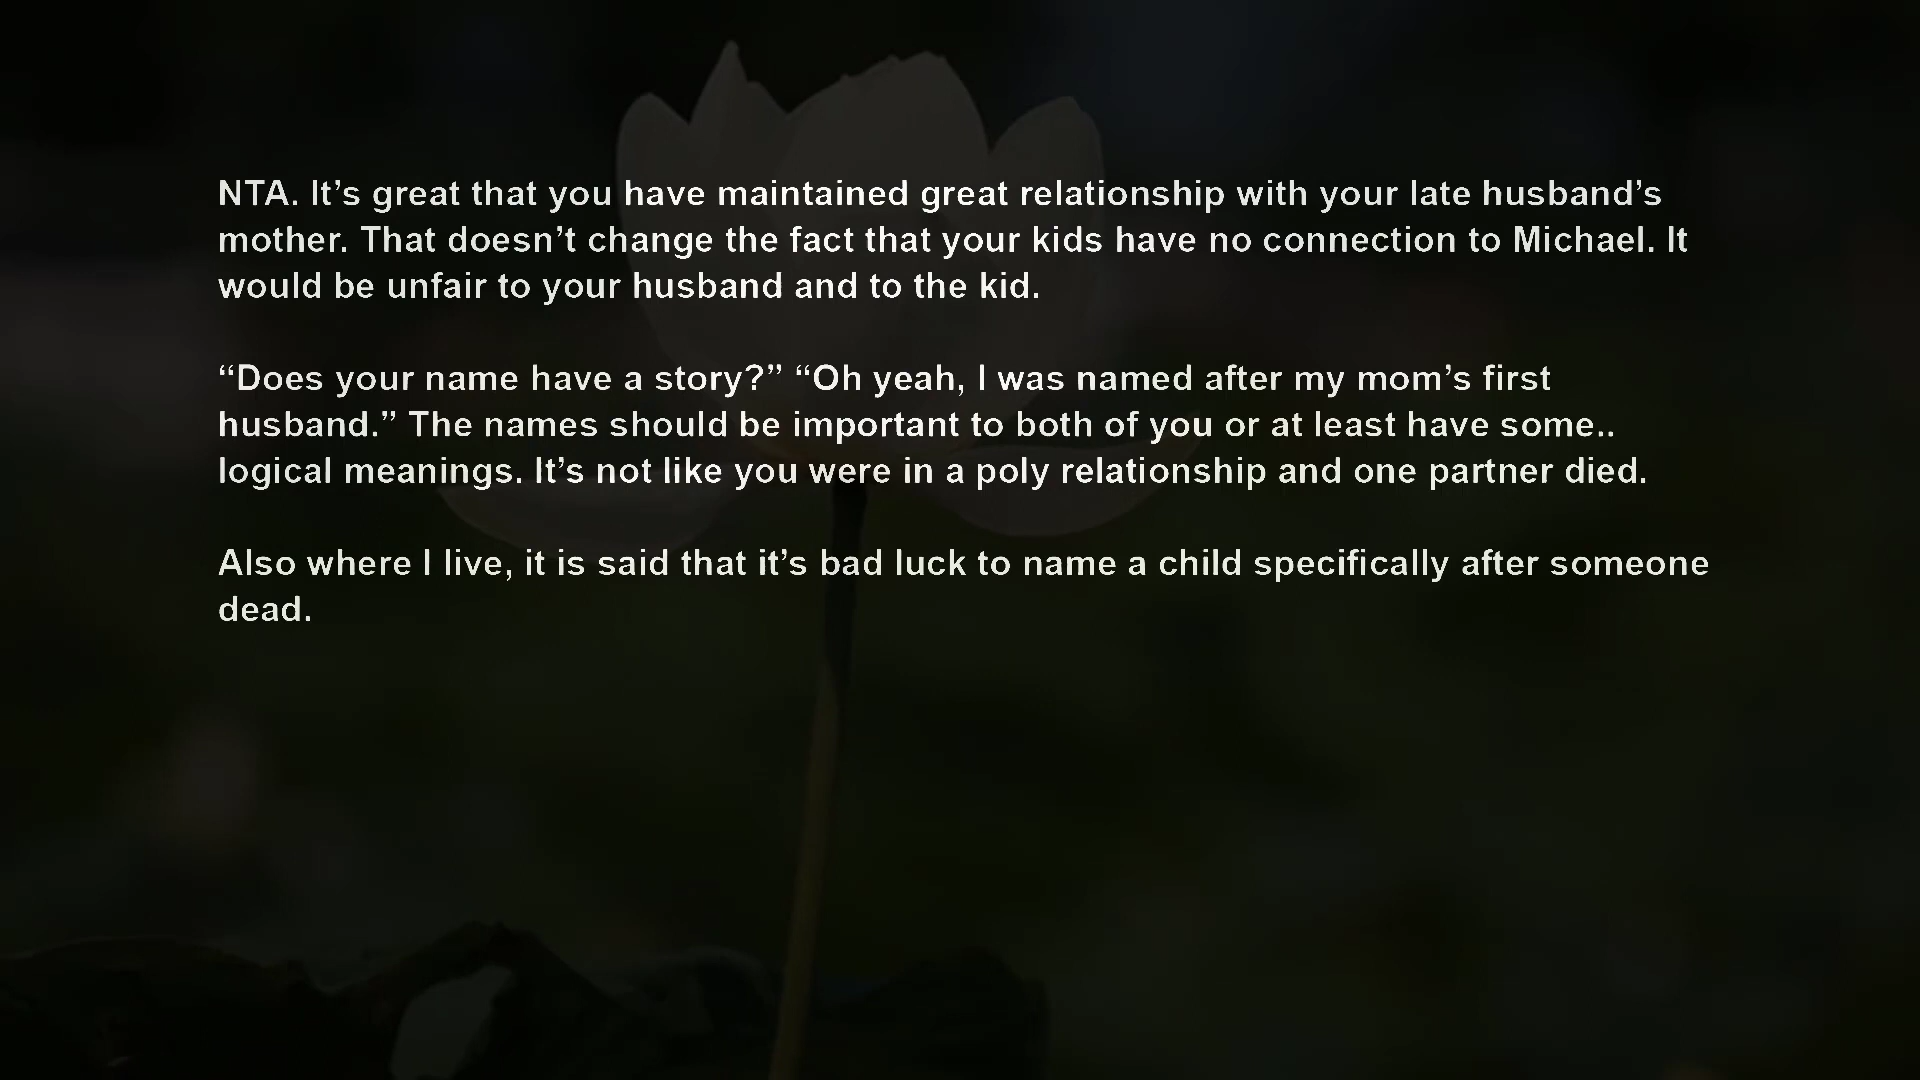 NTA. It’s great that you have maintained great relationship with your late husband’s
mother. That doesn’t change the fact that your kids have no connection to Michael. It
would be unfair to your husband and to the kid.
“Does your name have a story?” “Oh yeah, I was named after my mom’s first
husband.” The names should be important to both of you or at least have some..
logical meanings. It’s not like you were in a poly relationship and one partner died.
Also where I live, it is said that it’s bad luck to name a child specifically after someone
dead.